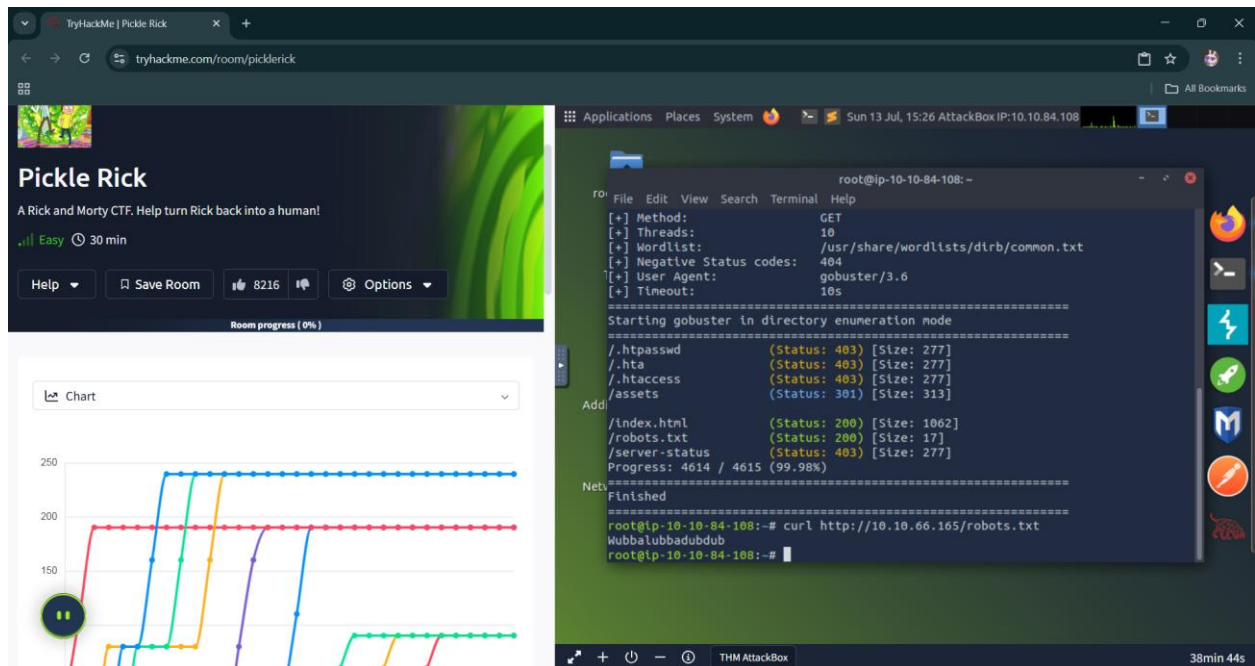 TryHackMe | Pickle Rick
tryhackme.com/room/picklerick
All Bookmarks
Pickle Rick
A Rick and Morty CTF. Help turn Rick back into a human!
Easy 30 min
Help
Save Room
8216
Options
Room progress ( 0% )
Chart
250
200
150
Applications Places System Sun 13 Jul, 15:26 AttackBox IP:10.10.84.108
root@ip-10-10-84-108: ~
File Edit View Search Terminal Help
[+] Method: GET
[+] Threads: 10
[+] Wordlist: /usr/share/wordlists/dirb/common.txt
[+] Negative Status codes: 404
[+] User Agent: gobuster/3.6
[+] Timeout: 10s
===============================================================
Starting gobuster in directory enumeration mode
===============================================================
/.htpasswd (Status: 403) [Size: 277]
/.hta (Status: 403) [Size: 277]
/.htaccess (Status: 403) [Size: 277]
/assets (Status: 301) [Size: 313]
/index.html (Status: 200) [Size: 1062]
/robots.txt (Status: 200) [Size: 17]
/server-status (Status: 403) [Size: 277]
Progress: 4614 / 4615 (99.98%)
===============================================================
Finished
===============================================================
root@ip-10-10-84-108:~# curl http://10.10.66.165/robots.txt
Wubbalubbadubdub
root@ip-10-10-84-108:~#
THM AttackBox
38min 44s